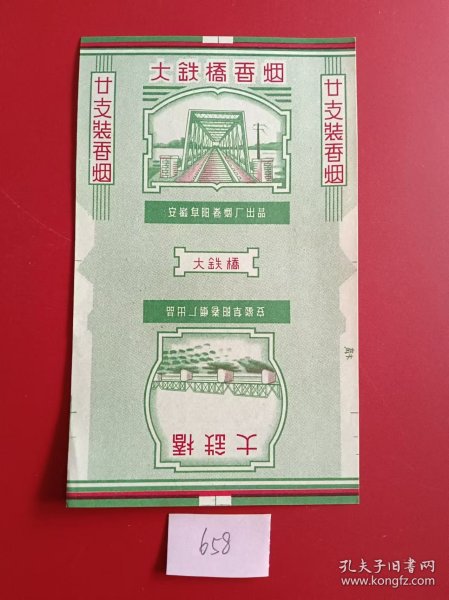 大鉄橋香烟
廿支裝香烟
廿支裝香烟
安徽阜阳卷烟厂出品
大鉄橋
安徽阜阳卷烟厂出品
大鉄橋
658
孔夫子旧书网
www.kongfz.com